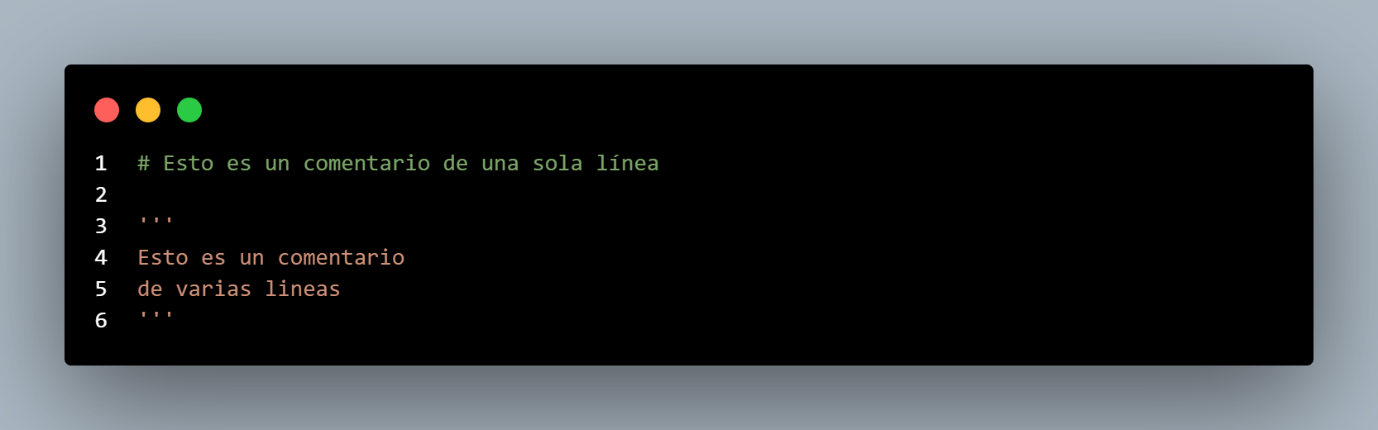 1 # Esto es un comentario de una sola línea
2
3 '''
4 Esto es un comentario
5 de varias lineas
6 '''